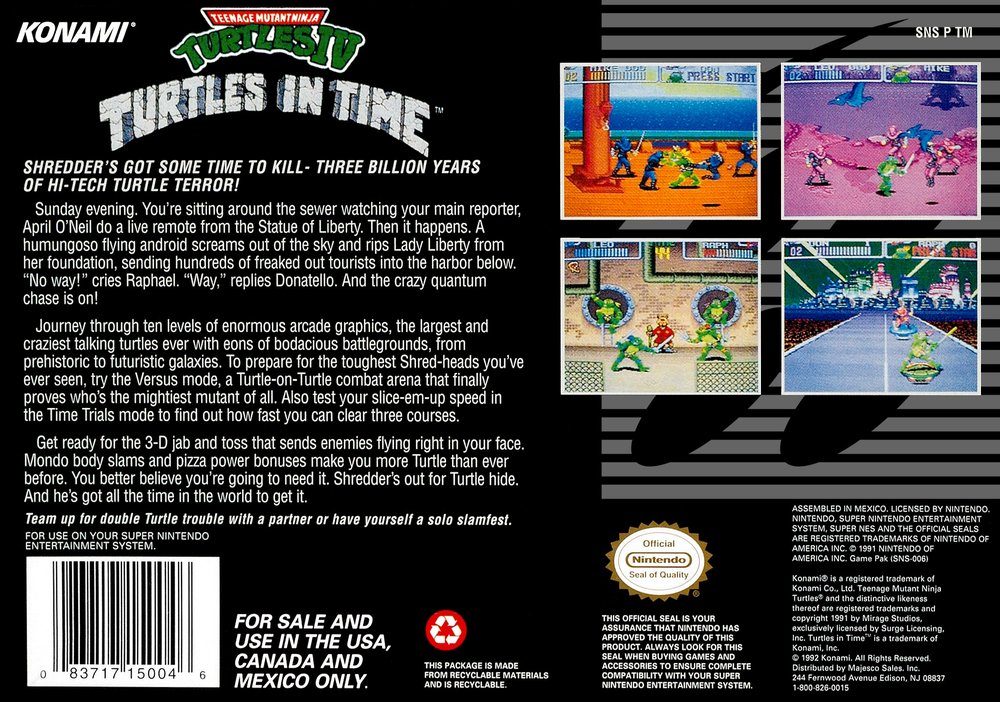 KONAMI®
TEENAGE MUTANT NINJA
TURTLES IV
TURTLES IN TIME™
SHREDDER'S GOT SOME TIME TO KILL- THREE BILLION YEARS
OF HI-TECH TURTLE TERROR!
Sunday evening. You're sitting around the sewer watching your main reporter,
April O'Neil do a live remote from the Statue of Liberty. Then it happens. A
humungoso flying android screams out of the sky and rips Lady Liberty from
her foundation, sending hundreds of freaked out tourists into the harbor below.
"No way!" cries Raphael. "Way," replies Donatello. And the crazy quantum
chase is on!
Journey through ten levels of enormous arcade graphics, the largest and
craziest talking turtles ever with eons of bodacious battlegrounds, from
prehistoric to futuristic galaxies. To prepare for the toughest Shred-heads you've
ever seen, try the Versus mode, a Turtle-on-Turtle combat arena that finally
proves who's the mightiest mutant of all. Also test your slice-em-up speed in
the Time Trials mode to find out how fast you can clear three courses.
Get ready for the 3-D jab and toss that sends enemies flying right in your face.
Mondo body slams and pizza power bonuses make you more Turtle than ever
before. You better believe you're going to need it. Shredder's out for Turtle hide.
And he's got all the time in the world to get it.
Team up for double Turtle trouble with a partner or have yourself a solo slamfest.
FOR USE ON YOUR SUPER NINTENDO
ENTERTAINMENT SYSTEM.
0 83717 15004 6
FOR SALE AND
USE IN THE USA,
CANADA AND
MEXICO ONLY.
THIS PACKAGE IS MADE
FROM RECYCLABLE MATERIALS
AND IS RECYCLABLE.
SNS P TM
MIKE
02
PRESS START
LEO
MIKE
02
LEO
RAPH
02
RAPH
Official
Nintendo
Seal of Quality
®
THIS OFFICIAL SEAL IS YOUR
ASSURANCE THAT NINTENDO HAS
APPROVED THE QUALITY OF THIS
PRODUCT. ALWAYS LOOK FOR THIS
SEAL WHEN BUYING GAMES AND
ACCESSORIES TO ENSURE COMPLETE
COMPATIBILITY WITH YOUR SUPER
NINTENDO ENTERTAINMENT SYSTEM.
ASSEMBLED IN MEXICO. LICENSED BY NINTENDO.
NINTENDO, SUPER NINTENDO ENTERTAINMENT
SYSTEM, SUPER NES AND THE OFFICIAL SEALS
ARE REGISTERED TRADEMARKS OF NINTENDO OF
AMERICA INC. © 1991 NINTENDO OF
AMERICA INC. Game Pak (SNS-006)
Konami® is a registered trademark of
Konami Co., Ltd. Teenage Mutant Ninja
Turtles® and the distinctive likeness
thereof are registered trademarks and
copyright 1991 by Mirage Studios,
exclusively licensed by Surge Licensing,
Inc. Turtles in Time™ is a trademark of
Konami, Inc.
© 1992 Konami. All Rights Reserved.
Distributed by Majesco Sales. Inc.
244 Fernwood Avenue Edison, NJ 08837
1-800-826-0015